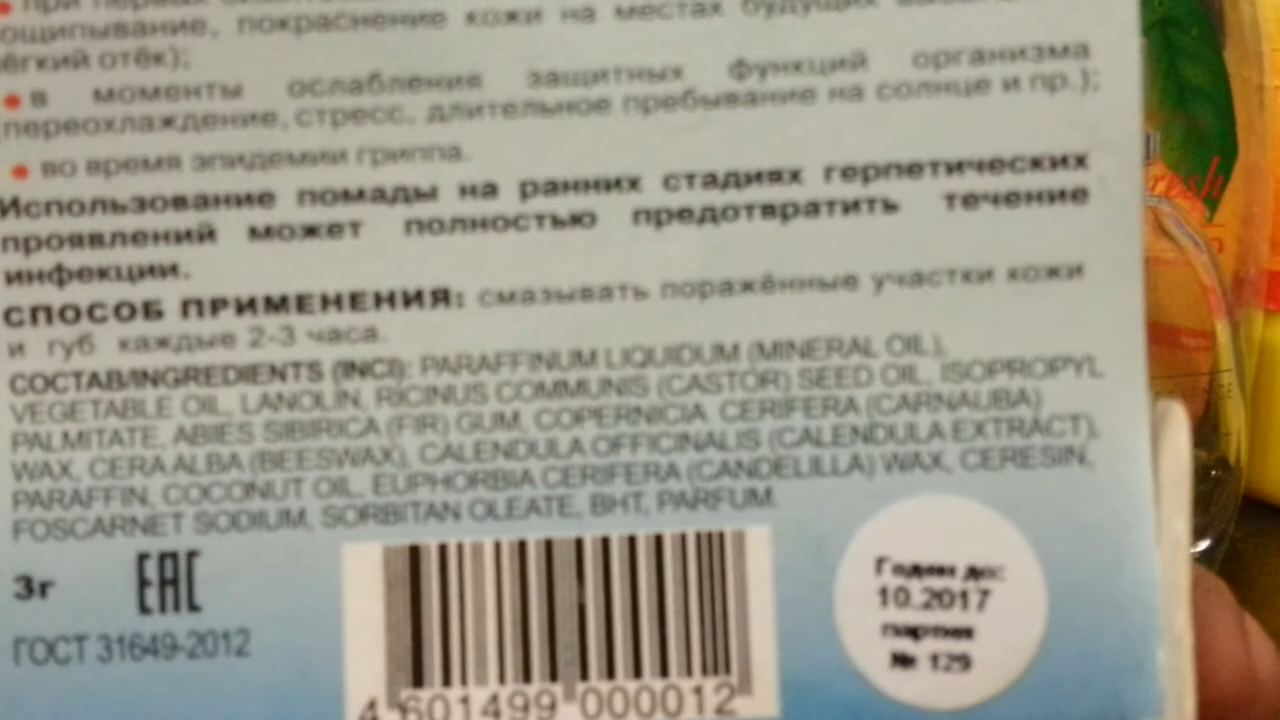 при первых
пощипывание, покраснение кожи на местах будущих
лёгкий отёк);
в моменты ослабления защитных функций организма
(переохлаждение, стресс, длительное пребывание на солнце и пр.);
во время эпидемии гриппа.
Использование помады на ранних стадиях герпетических
проявлений может полностью предотвратить течение
инфекции.
СПОСОБ ПРИМЕНЕНИЯ: смазывать поражённые участки кожи
и губ каждые 2-3 часа.
СОСТАВ/INGREDIENTS (INCI): PARAFFINUM LIQUIDUM (MINERAL OIL),
VEGETABLE OIL, LANOLIN, RICINUS COMMUNIS (CASTOR) SEED OIL, ISOPROPYL
PALMITATE, ABIES SIBIRICA (FIR) GUM, COPERNICIA CERIFERA (CARNAUBA)
WAX, CERA ALBA (BEESWAX), CALENDULA OFFICINALIS (CALENDULA EXTRACT),
PARAFFIN, COCONUT OIL, EUPHORBIA CERIFERA (CANDELILLA) WAX, CERESIN,
FOSCARNET SODIUM, SORBITAN OLEATE, BHT, PARFUM.
3г
ЕАС
ГОСТ 31649-2012
4 601499 000012
Годен до:
10.2017
партия
№ 129
resh